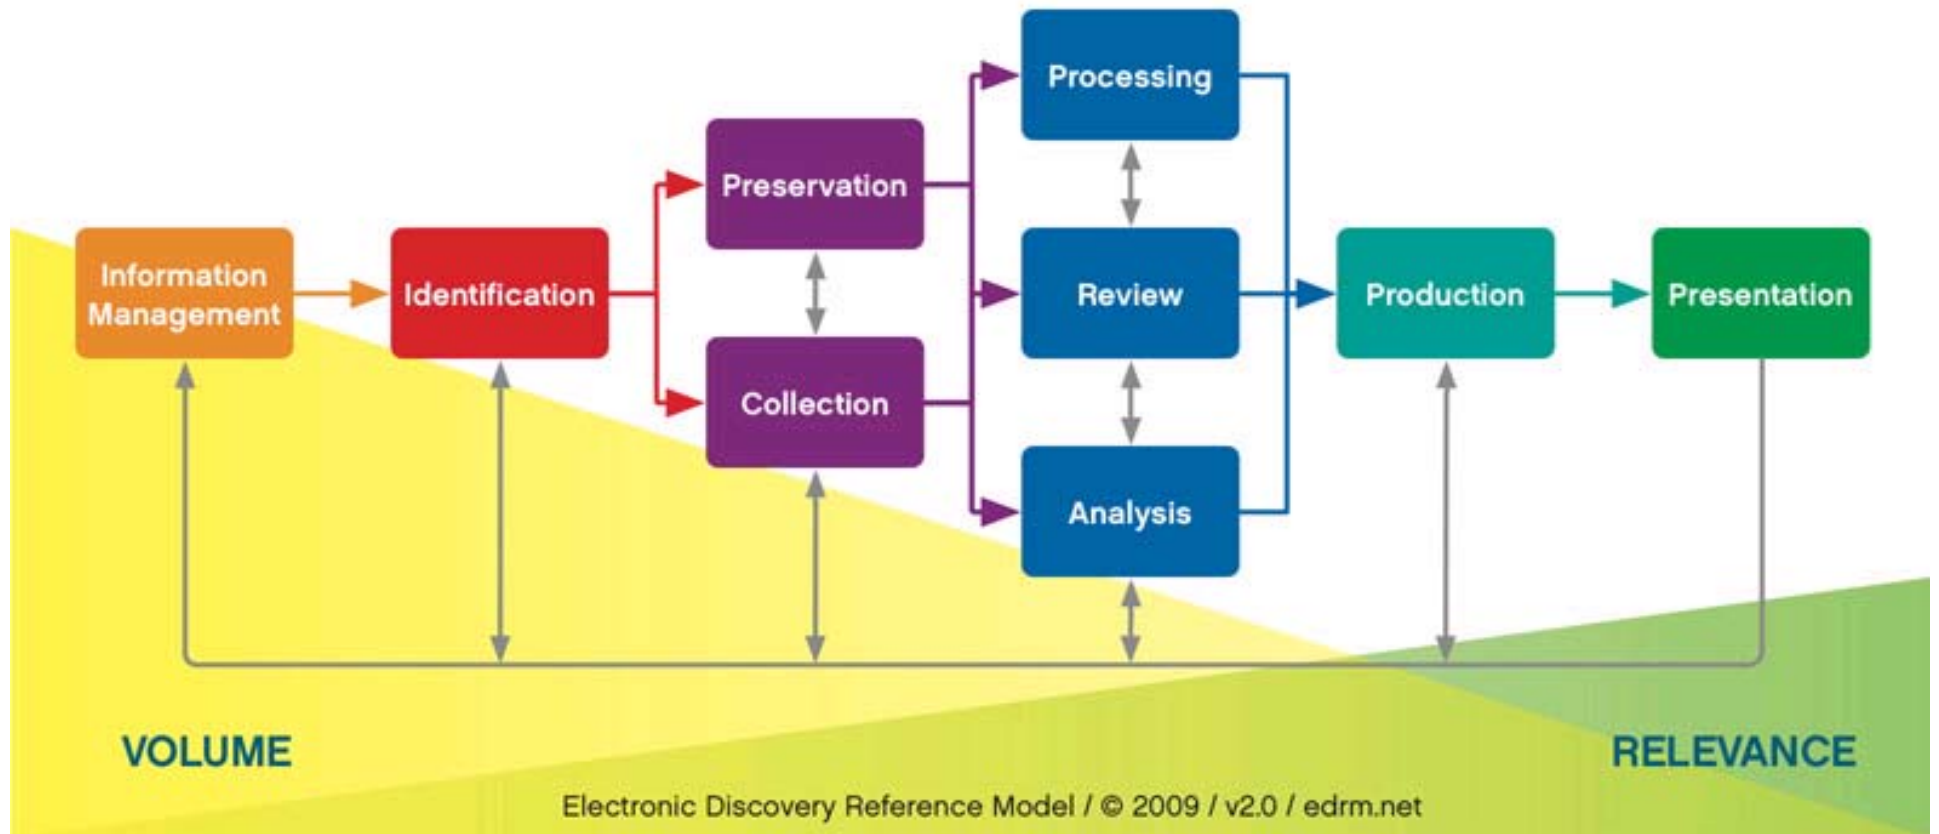 Information
Management
Identification
Preservation
Collection
Processing
Review
Analysis
Production
Presentation
VOLUME
RELEVANCE
Electronic Discovery Reference Model / © 2009 / v2.0 / edrm.net